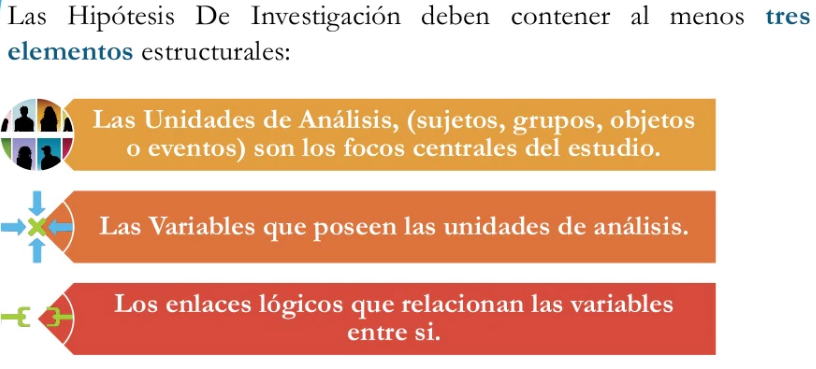 Las Hipótesis De Investigación deben contener al menos tres
elementos estructurales:
Las Unidades de Análisis, (sujetos, grupos, objetos
o eventos) son los focos centrales del estudio.
Las Variables que poseen las unidades de análisis.
Los enlaces lógicos que relacionan las variables
entre si.